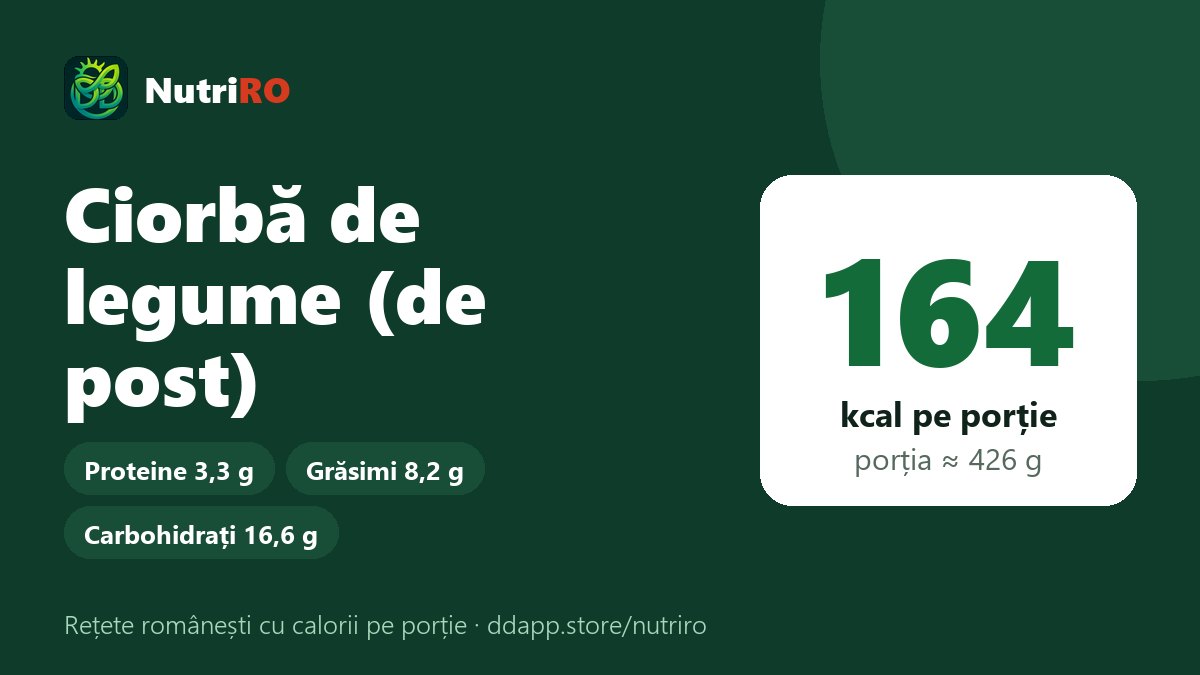 NutriRO
Ciorbă de
legume (de
post)
Proteine 3,3 g
Grăsimi 8,2 g
Carbohidrați 16,6 g
164
kcal pe porție
porția ≈ 426 g
Rețete românești cu calorii pe porție · ddapp.store/nutriro